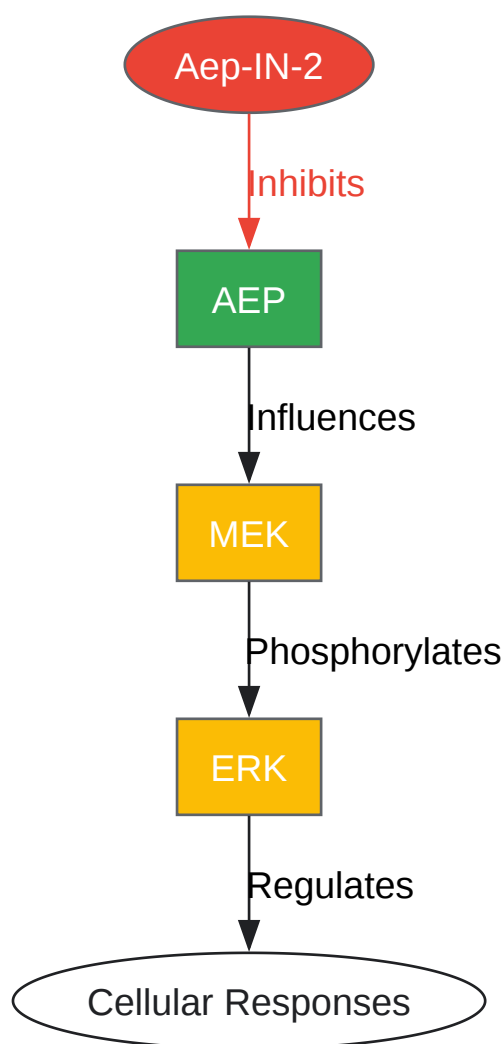 Aep-IN-2
Inhibits
AEP
Influences
MEK
Phosphorylates
ERK
Regulates
Cellular Responses